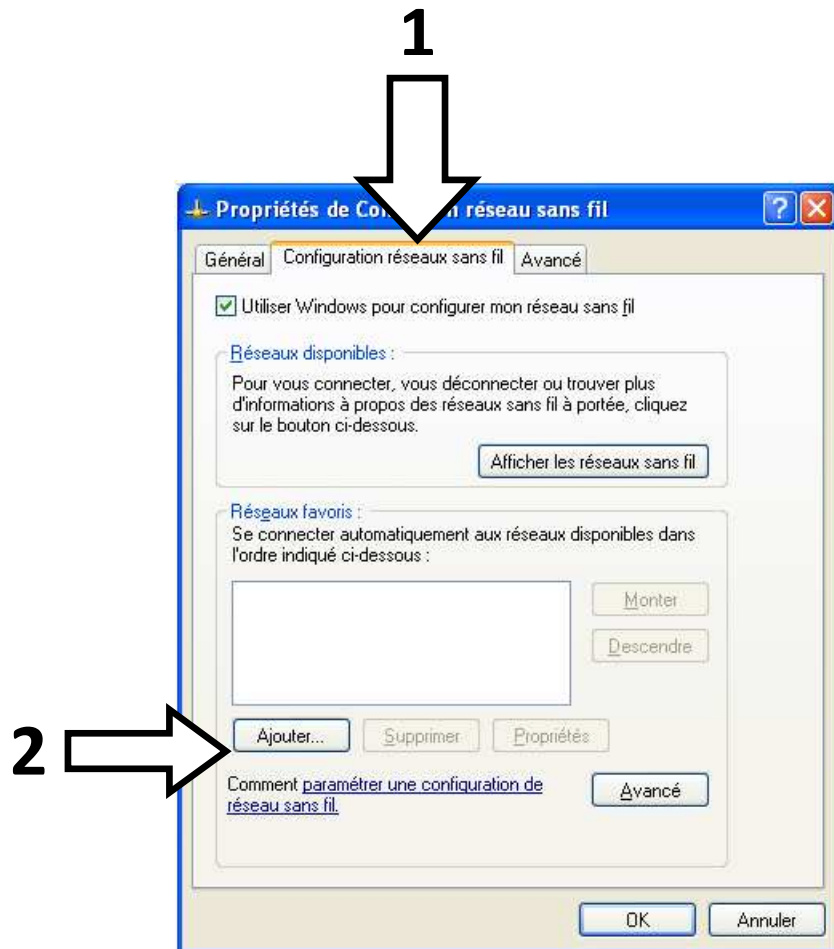 1
Propriétés de Co n réseau sans fil
Général Configuration réseaux sans fil Avancé
Utiliser Windows pour configurer mon réseau sans fil
Réseaux disponibles :
Pour vous connecter, vous déconnecter ou trouver plus
d'informations à propos des réseaux sans fil à portée, cliquez
sur le bouton ci-dessous.
Afficher les réseaux sans fil
Réseaux favoris :
Se connecter automatiquement aux réseaux disponibles dans
l'ordre indiqué ci-dessous :
Monter
Descendre
2
Ajouter... Supprimer Propriétés
Comment paramétrer une configuration de
réseau sans fil.
Avancé
OK Annuler